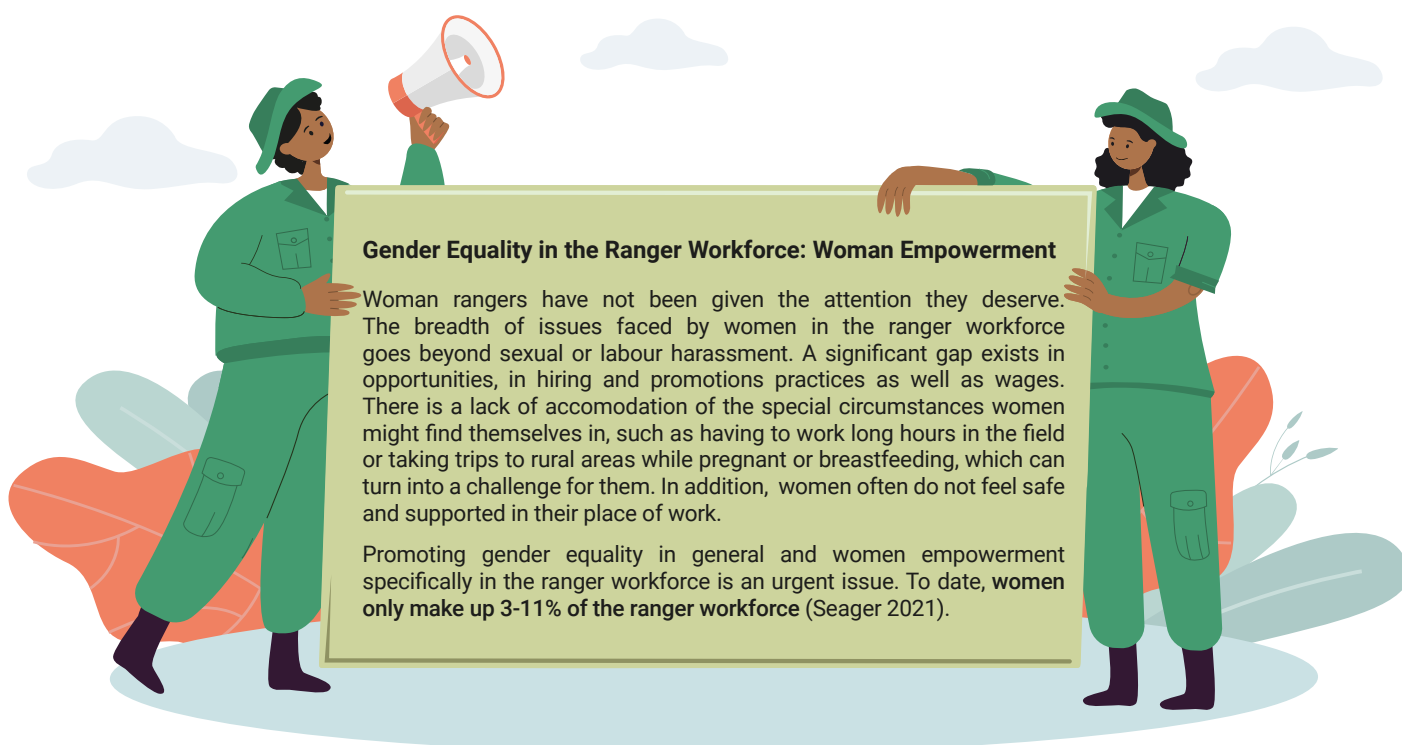 Gender Equality in the Ranger Workforce: Woman Empowerment
Woman rangers have not been given the attention they deserve.
The breadth of issues faced by women in the ranger workforce
goes beyond sexual or labour harassment. A significant gap exists in
opportunities, in hiring and promotions practices as well as wages.
There is a lack of accomodation of the special circumstances women
might find themselves in, such as having to work long hours in the field
or taking trips to rural areas while pregnant or breastfeeding, which can
turn into a challenge for them. In addition, women often do not feel safe
and supported in their place of work.
Promoting gender equality in general and women empowerment
specifically in the ranger workforce is an urgent issue. To date, women
only make up 3-11% of the ranger workforce (Seager 2021).